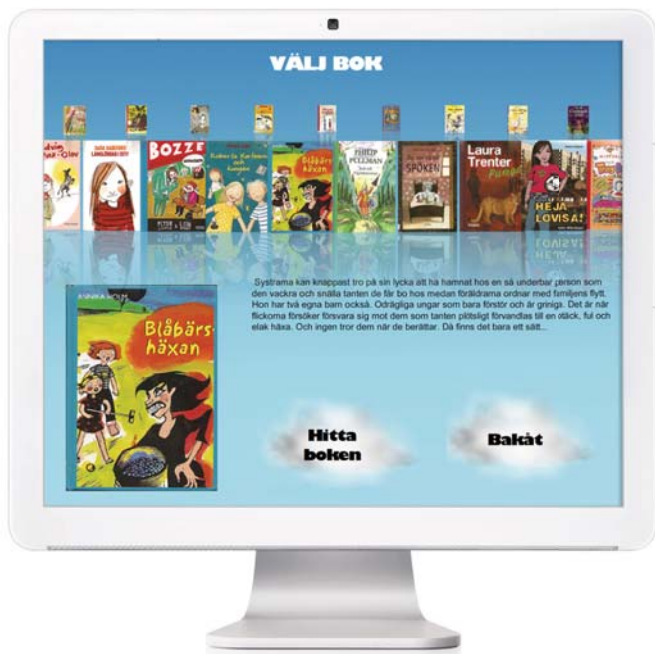 VÄLJ BOK
BOZZE
PHILIP
PULLMAN
SPÖKEN
Laura
Trenter
HEJA
LOVISA!
Blåbärs
häxan
Systrarna kan knappast tro på sin lycka att ha hamnat hos en så underbar person som
den vackra och snälla tanten de får bo hos medan föräldrarna ordnar med familjens flytt.
Hon har två egna barn också. Odrägliga ungar som bara förstör och är griniga. Det är när
flickorna försöker försvara sig mot dem som tanten plötsligt förvandlas till en otäck, ful och
elak häxa. Och ingen tror dem när de berättar. Då finns det bara ett sätt...
ANNIKA HOLM
Blåbärs-
häxan
Hitta
boken
Bakåt